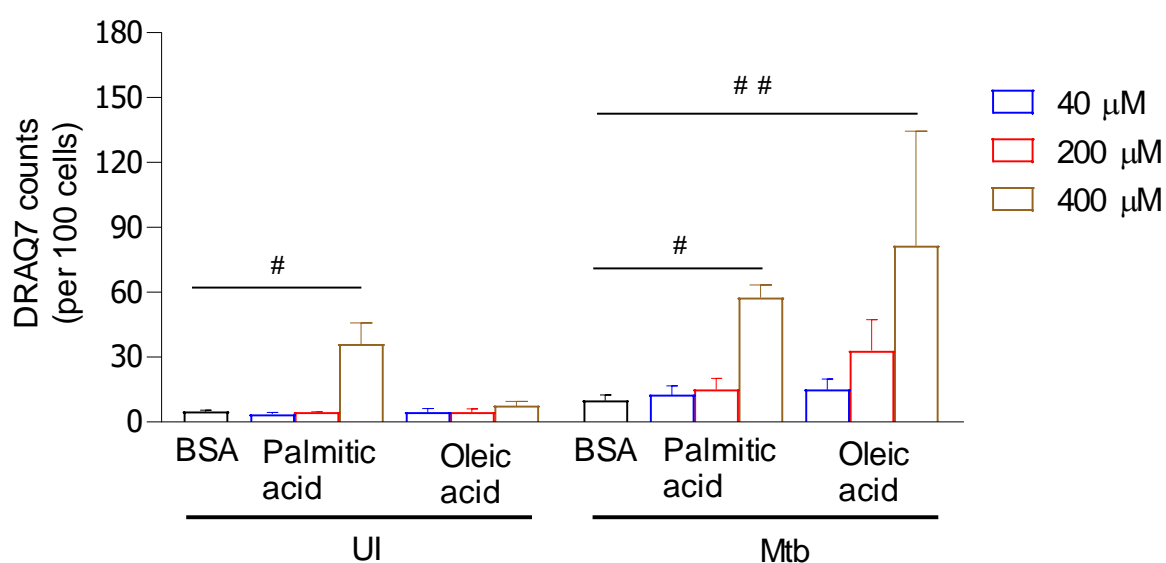 180
150
120
90
60
30
0
DRAQ7 counts
(per 100 cells)
#
#
# #
40 μM
200 μM
400 μM
BSA
Palmitic
acid
Oleic
acid
BSA
Palmitic
acid
Oleic
acid
UI
Mtb